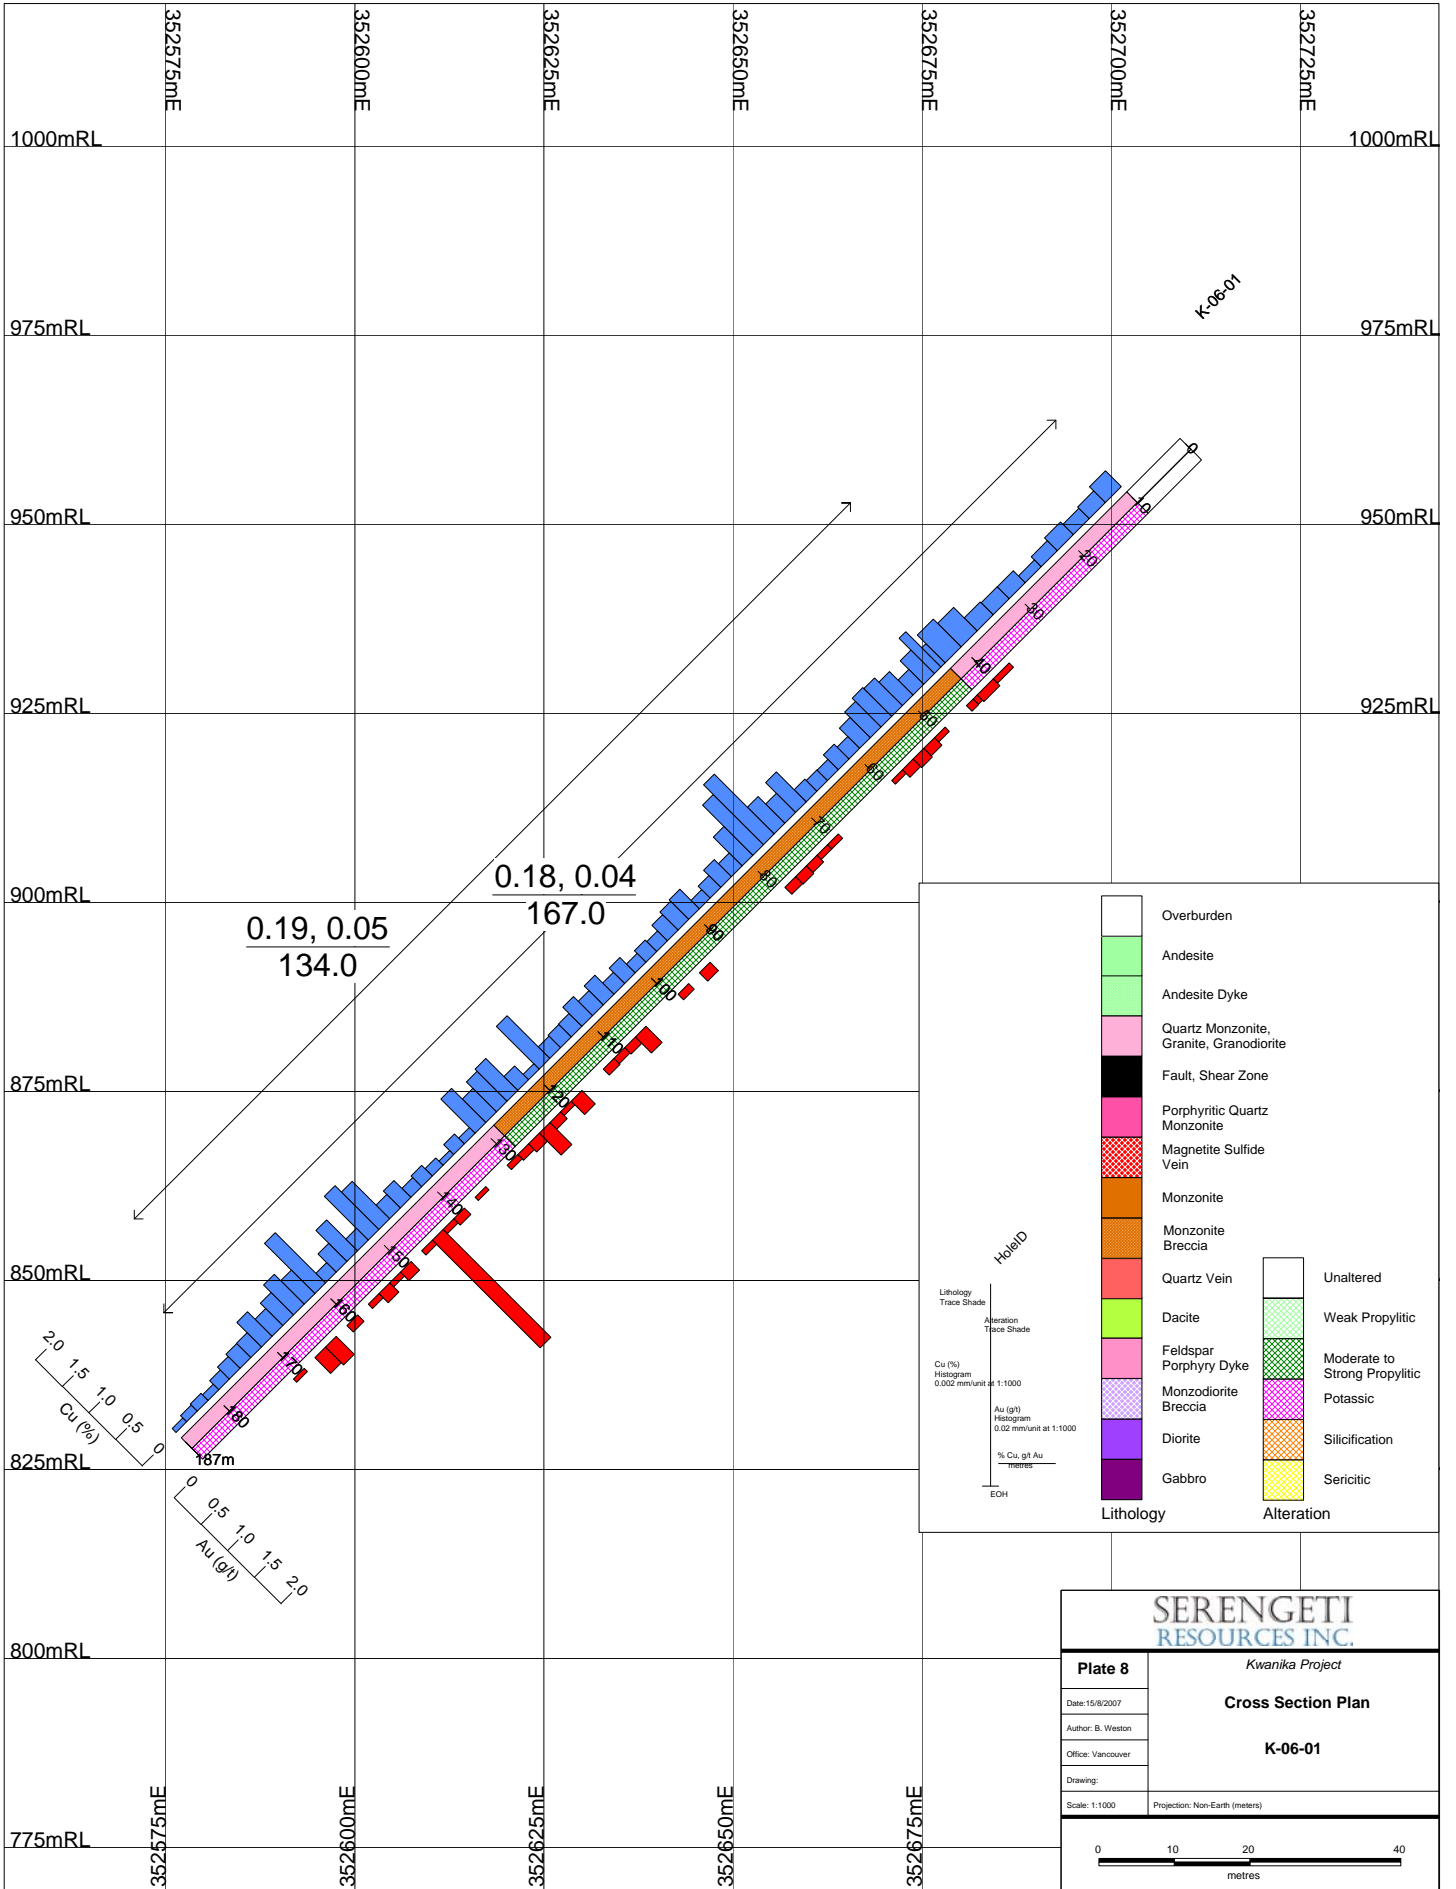 352575mE
352600mE
352625mE
352650mE
352675mE
352700mE
352725mE
1000mRL
1000mRL
K-06-01
975mRL
975mRL
0
10
950mRL
950mRL
20
30
40
925mRL
925mRL
50
60
70
80
0.18, 0.04
167.0
900mRL
0.19, 0.05
134.0
90
100
110
875mRL
120
130
140
150
850mRL
160
170
180
187m
825mRL
2.0
1.5
1.0
0.5
0
Cu (%)
0
0.5
1.0
1.5
2.0
Au (g/t)
800mRL
775mRL
352575mE
352600mE
352625mE
352650mE
352675mE
HoleID
Lithology
Trace Shade
Alteration
Trace Shade
Cu (%)
Histogram
0.002 mm/unit at 1:1000
Au (g/t)
Histogram
0.02 mm/unit at 1:1000
% Cu, g/t Au
metres
EOH
Overburden
Andesite
Andesite Dyke
Quartz Monzonite,
Granite, Granodiorite
Fault, Shear Zone
Porphyritic Quartz
Monzonite
Magnetite Sulfide
Vein
Monzonite
Monzonite
Breccia
Quartz Vein
Dacite
Feldspar
Porphyry Dyke
Monzodiorite
Breccia
Diorite
Gabbro
Lithology
Unaltered
Weak Propylitic
Moderate to
Strong Propylitic
Potassic
Silicification
Sericitic
Alteration
SERENGETI
RESOURCES INC.
Plate 8
Kwanika Project
Date:15/8/2007
Cross Section Plan
Author: B. Weston
Office: Vancouver
K-06-01
Drawing:
Scale: 1:1000
Projection: Non-Earth (meters)
0
10
20
40
metres